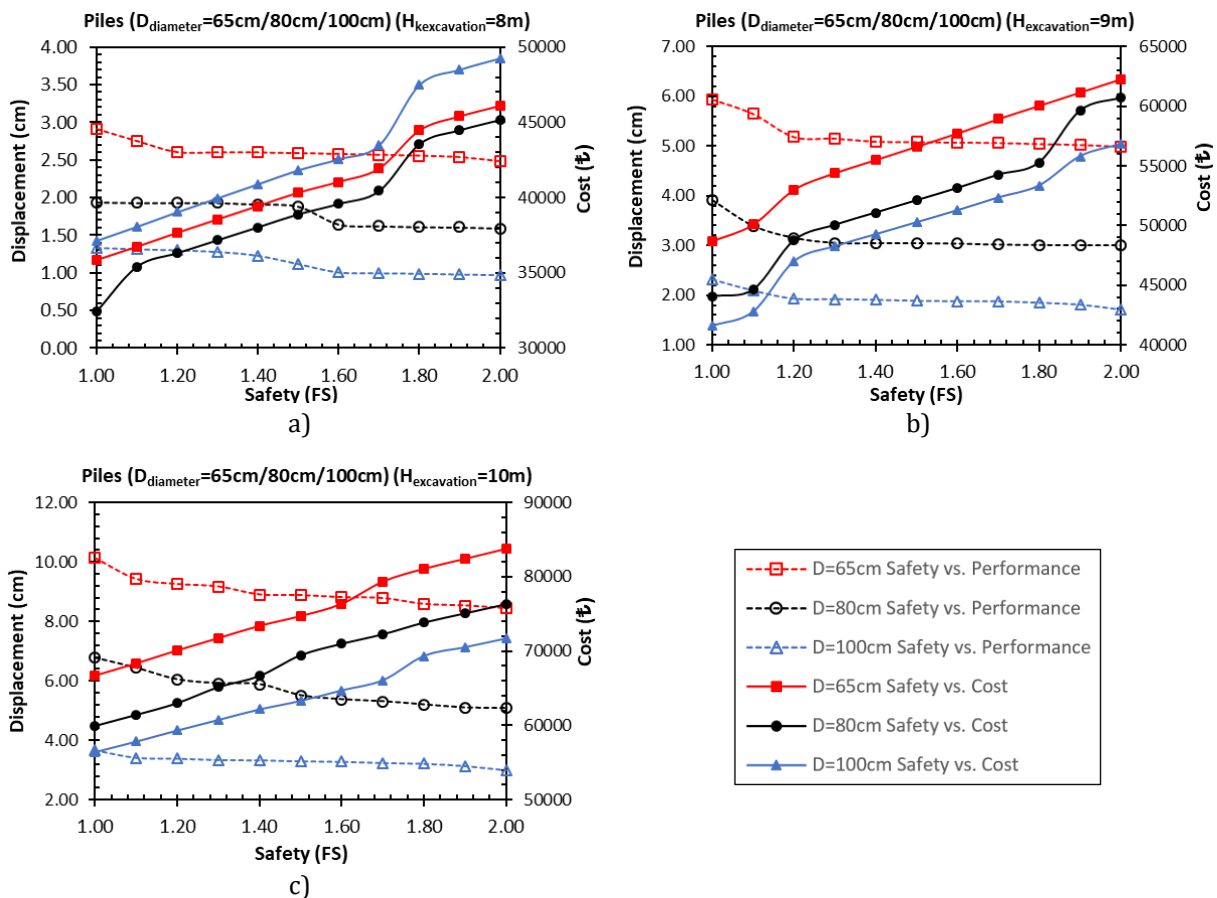 Piles (Ddiameter=65cm/80cm/100cm) (Hkexcavation=8m)
4.00
3.50
3.00
2.50
2.00
1.50
1.00
0.50
0.00
Displacement (cm)
50000
45000
40000
35000
30000
Cost (₺)
1.00 1.20 1.40 1.60 1.80 2.00
Safety (FS)
a)
Piles (Ddiameter=65cm/80cm/100cm) (Hexcavation=9m)
7.00
6.00
5.00
4.00
3.00
2.00
1.00
Displacement (cm)
65000
60000
55000
50000
45000
40000
Cost (₺)
1.00 1.20 1.40 1.60 1.80 2.00
Safety (FS)
b)
Piles (Ddiameter=65cm/80cm/100cm) (Hexcavation=10m)
12.00
10.00
8.00
6.00
4.00
2.00
Displacement (cm)
90000
80000
70000
60000
50000
Cost (₺)
1.00 1.20 1.40 1.60 1.80 2.00
Safety (FS)
c)
D=65cm Safety vs. Performance
D=80cm Safety vs. Performance
D=100cm Safety vs. Performance
D=65cm Safety vs. Cost
D=80cm Safety vs. Cost
D=100cm Safety vs. Cost